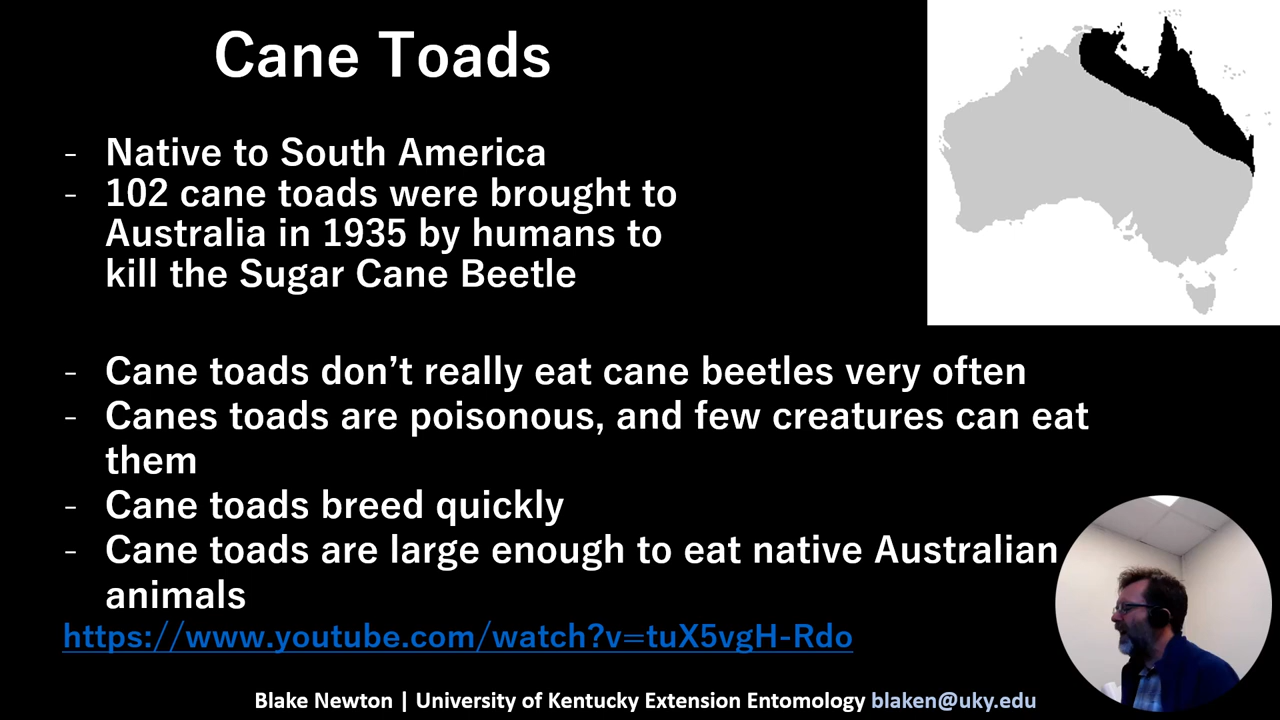 Cane Toads
- Native to South America
- 102 cane toads were brought to
Australia in 1935 by humans to
kill the Sugar Cane Beetle
- Cane toads don’t really eat cane beetles very often
- Canes toads are poisonous, and few creatures can eat
them
- Cane toads breed quickly
- Cane toads are large enough to eat native Australian
animals
https://www.youtube.com/watch?v=tuX5vgH-Rdo
Blake Newton | University of Kentucky Extension Entomology blaken@uky.edu